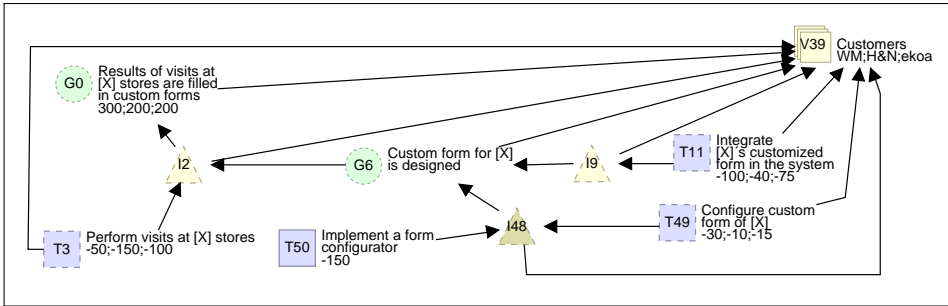 V39
Customers
WM;H&N;ekoa
G0
Results of visits at
[X] stores are filled
in custom forms
300;200;200
I2
G6
Custom form for [X]
is designed
I9
T11
Integrate
[X]`s customized
form in the system
-100;-40;-75
T3
Perform visits at [X] stores
-50;-150;-100
T50
Implement a form
configurator
-150
I48
T49
Configure custom
form of [X]
-30;-10;-15